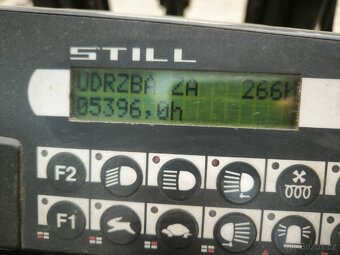 STILL
UDRZBA ZA 266h
05396,0h
F2
F1